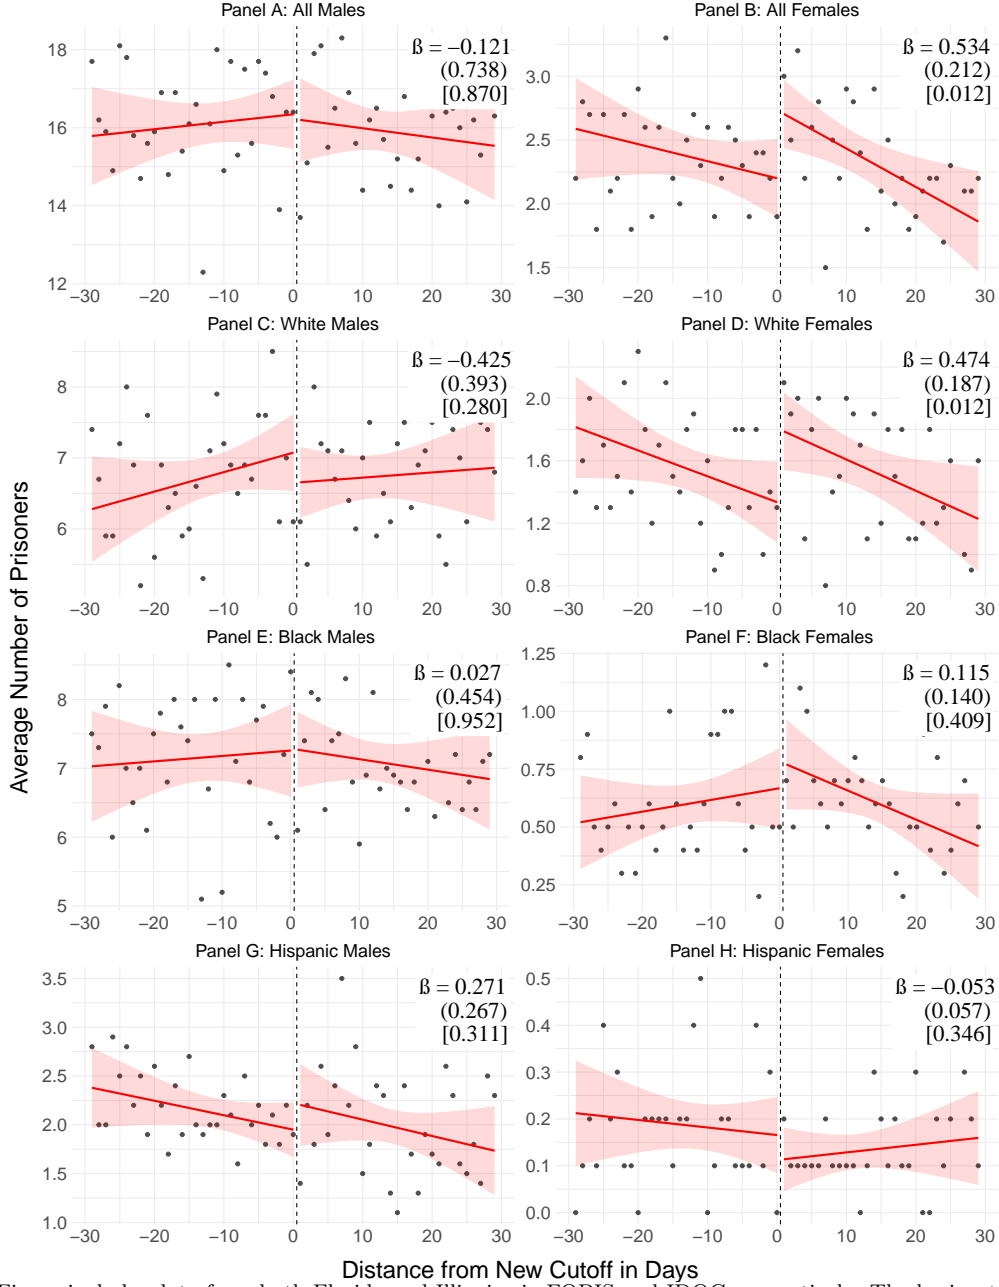 Panel A: All Males
ß = −0.121
(0.738)
[0.870]
18
16
14
12
−30 −20 −10 0 10 20 30
Panel B: All Females
ß = 0.534
(0.212)
[0.012]
3.0
2.5
2.0
1.5
−30 −20 −10 0 10 20 30
Panel C: White Males
ß = −0.425
(0.393)
[0.280]
8
7
6
−30 −20 −10 0 10 20 30
Panel D: White Females
ß = 0.474
(0.187)
[0.012]
2.0
1.6
1.2
0.8
−30 −20 −10 0 10 20 30
Average Number of Prisoners
Panel E: Black Males
ß = 0.027
(0.454)
[0.952]
8
7
6
5
−30 −20 −10 0 10 20 30
Panel F: Black Females
ß = 0.115
(0.140)
[0.409]
1.25
1.00
0.75
0.50
0.25
−30 −20 −10 0 10 20 30
Panel G: Hispanic Males
ß = 0.271
(0.267)
[0.311]
3.5
3.0
2.5
2.0
1.5
1.0
−30 −20 −10 0 10 20 30
Panel H: Hispanic Females
ß = −0.053
(0.057)
[0.346]
0.5
0.4
0.3
0.2
0.1
0.0
−30 −20 −10 0 10 20 30
Distance from New Cutoff in Days